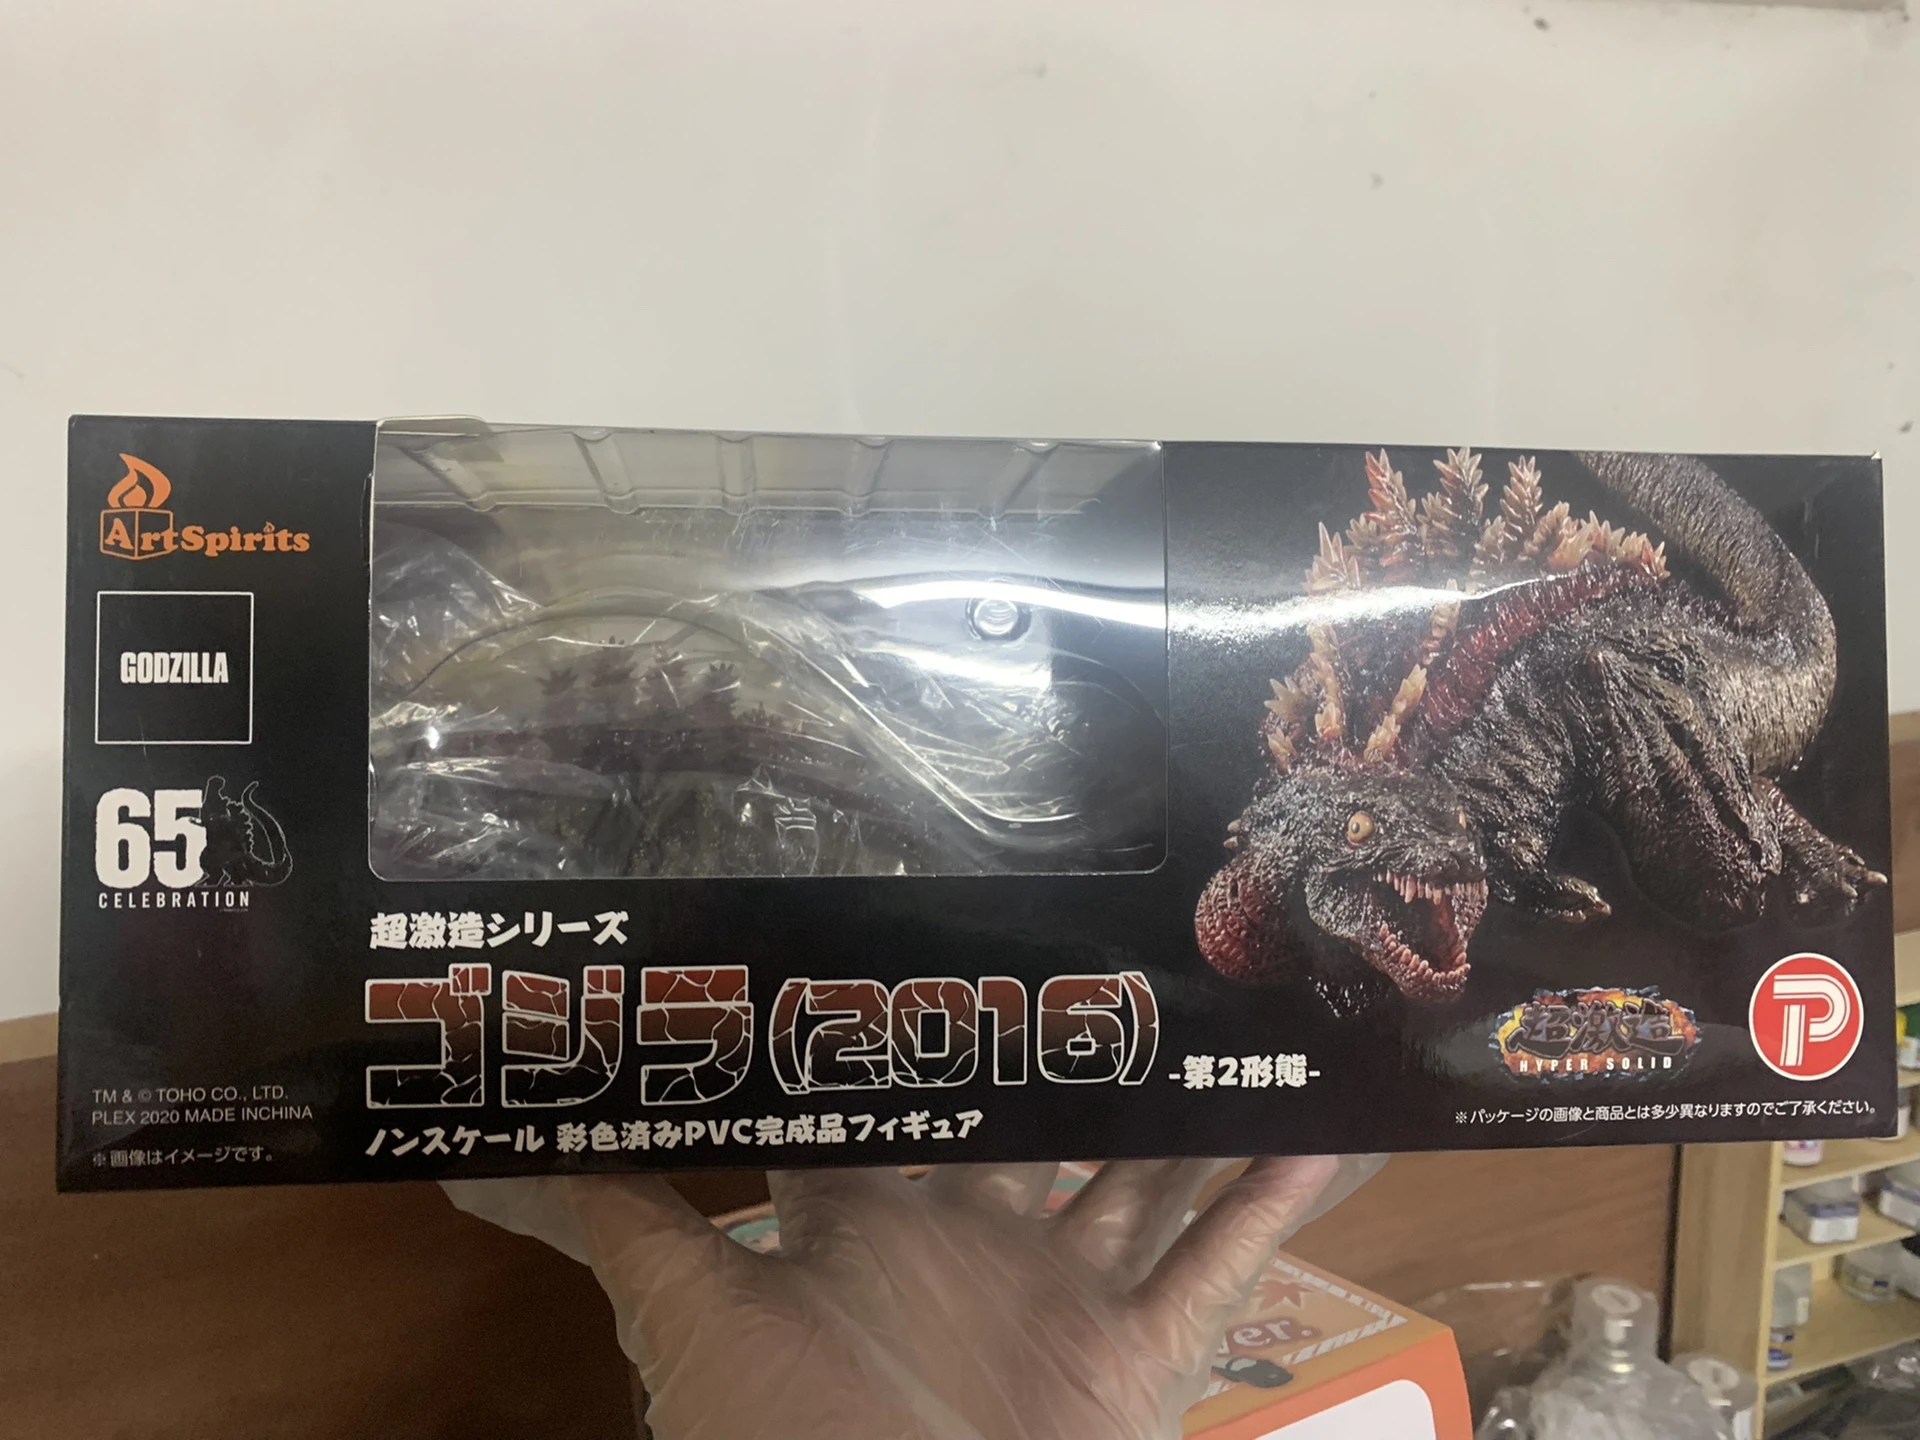 ArtSpirits
GODZILLA
65
CELEBRATION
超激造シリーズ
ゴジラ(2016)
-第2形態-
ノンスケール 彩色済みPVC完成品フィギュア
超激造
HYPER SOLID
P
TM & © TOHO CO., LTD.
PLEX 2020 MADE INCHINA
※画像はイメージです。
※パッケージの画像と商品とは多少異なりますのでご了承ください。
ver.